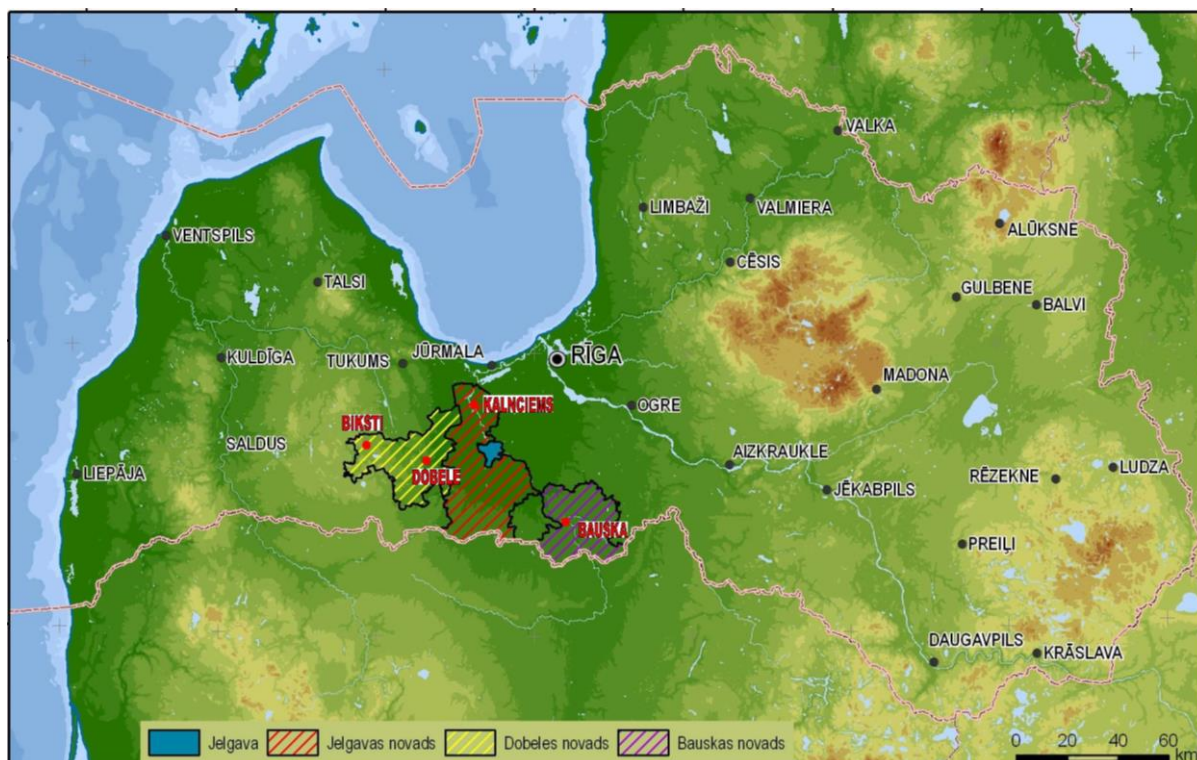 VALKA
LIMBAŽI
VALMIERA
ALŪKSNE
VENTSPILS
CĒSIS
TALSI
GULBENE
BALVI
KULDĪGA
TUKUMS
JŪRMALA
RĪGA
MADONA
KALNCIEMS
OGRE
BIKSTI
SALDUS
DOBELE
AIZKRAUKLE
LIEPĀJA
RĒZEKNE
LUDZA
JĒKABPILS
BAUSKA
PREIĻI
DAUGAVPILS
KRĀSLAVA
Jelgava
Jelgavas novads
Dobeles novads
Bauskas novads
0 20 40 60
km